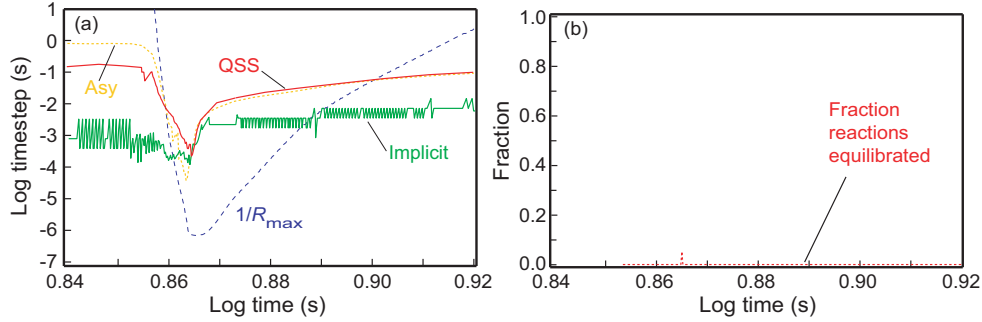 (a)
1
0
-1
-2
-3
-4
-5
-6
-7
Log timestep (s)
Asy
QSS
Implicit
1/Rmax
0.84
0.86
0.88
0.90
0.92
Log time (s)
(b)
1.0
0.8
0.6
0.4
0.2
0.0
Fraction
Fraction
reactions
equilibrated
0.84
0.86
0.88
0.90
0.92
Log time (s)